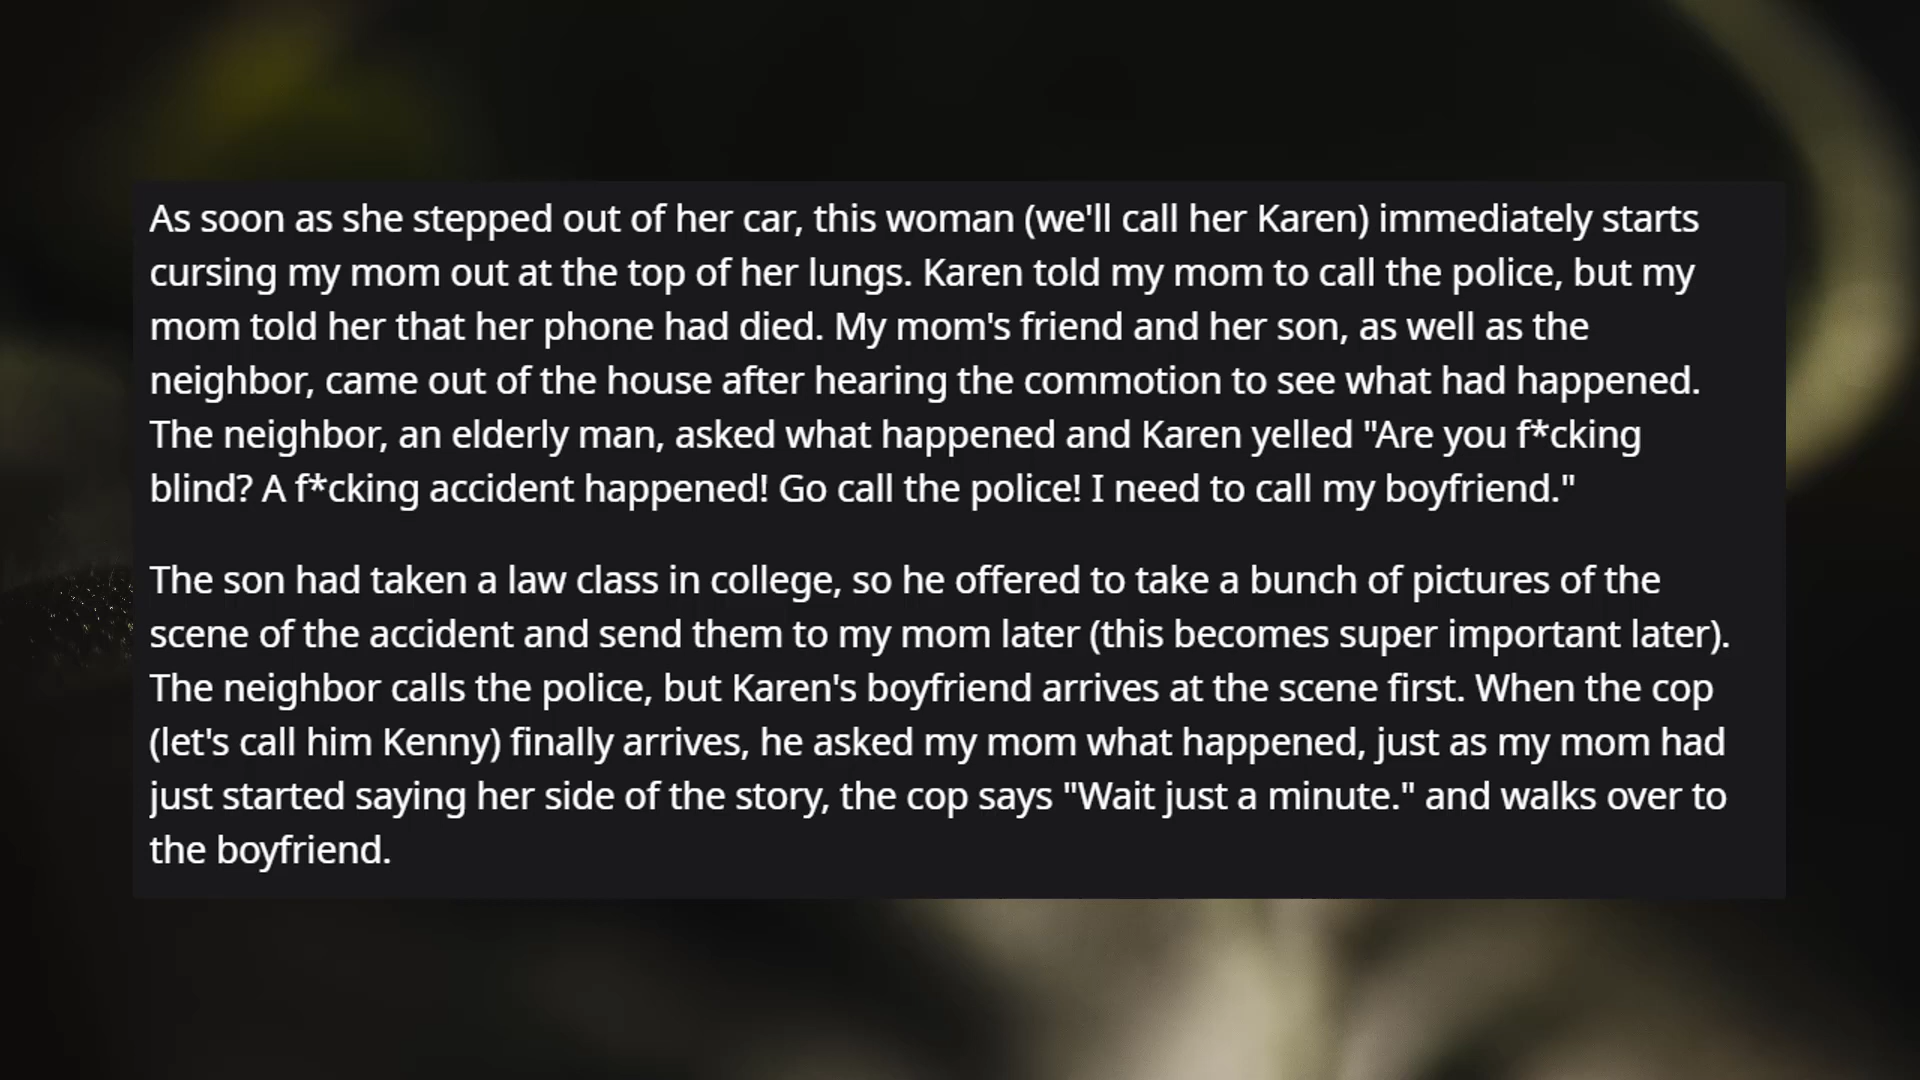 As soon as she stepped out of her car, this woman (we'll call her Karen) immediately starts
cursing my mom out at the top of her lungs. Karen told my mom to call the police, but my
mom told her that her phone had died. My mom's friend and her son, as well as the
neighbor, came out of the house after hearing the commotion to see what had happened.
The neighbor, an elderly man, asked what happened and Karen yelled "Are you f*cking
blind? A f*cking accident happened! Go call the police! I need to call my boyfriend."
The son had taken a law class in college, so he offered to take a bunch of pictures of the
scene of the accident and send them to my mom later (this becomes super important later).
The neighbor calls the police, but Karen's boyfriend arrives at the scene first. When the cop
(let's call him Kenny) finally arrives, he asked my mom what happened, just as my mom had
just started saying her side of the story, the cop says "Wait just a minute." and walks over to
the boyfriend.